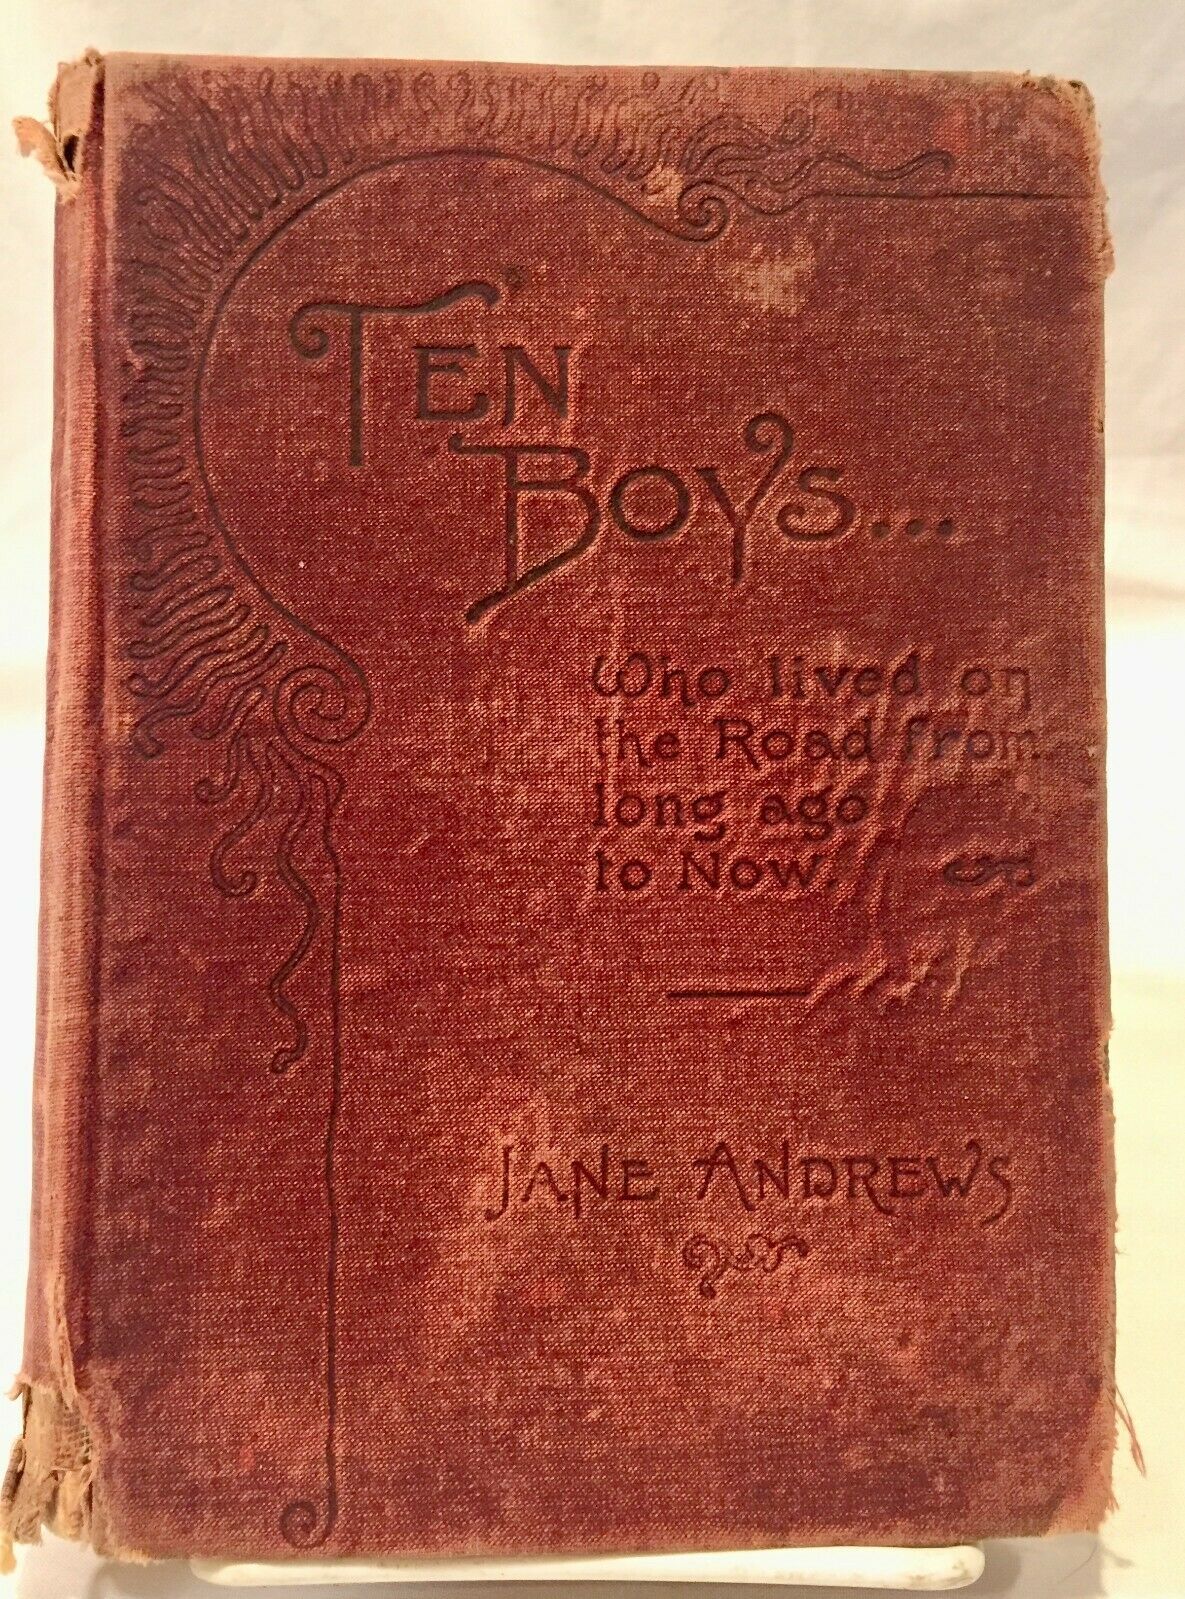 TEN
BOYS...
Who lived on
the Road from
long ago
to Now.
JANE ANDREWS